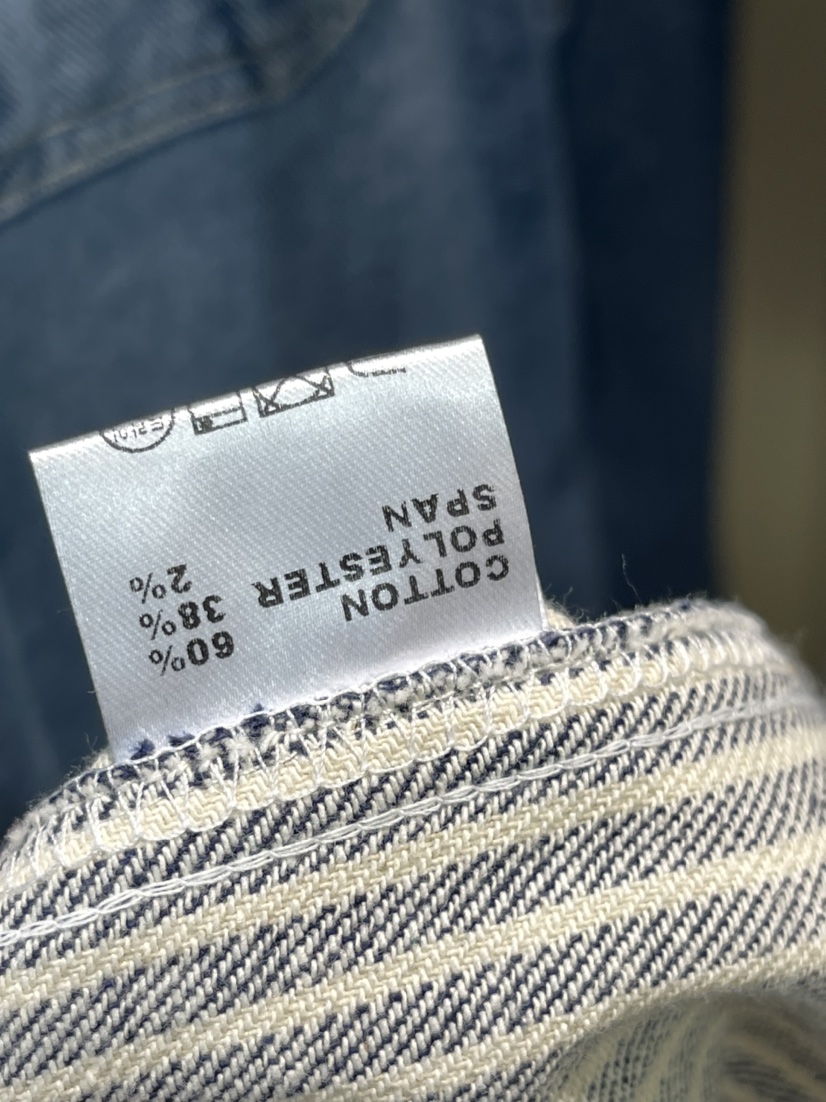 COTTON 60%
POLYESTER 38%
SPAN 2%